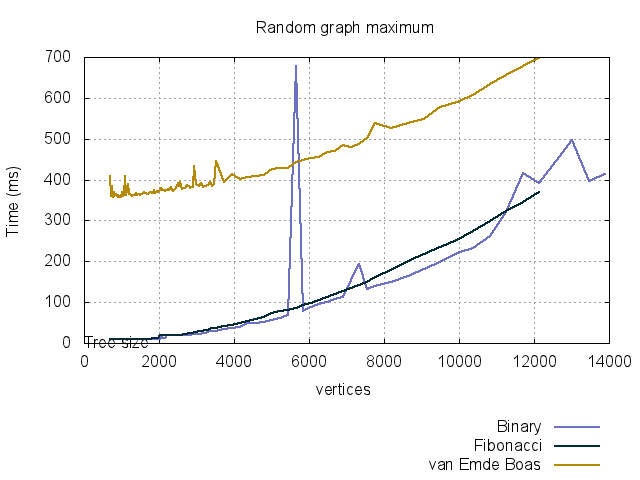 Random graph maximum
700
600
500
400
300
200
100
0
Time (ms)
Tree size
0 2000 4000 6000 8000 10000 12000 14000
vertices
Binary
Fibonacci
van Emde Boas